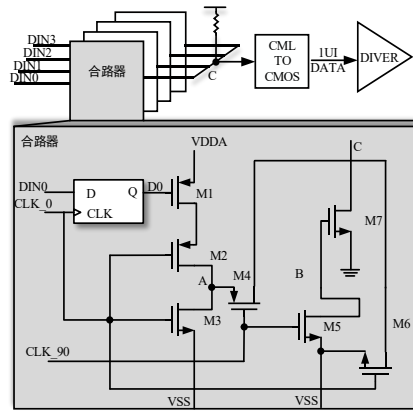 DIN3
DIN2
DIN1
DIN0
合路器
C
CML
TO
CMOS
1UI
DATA
DIVER
合路器
VDDA
C
DIN0
D
Q
D0
M1
CLK_0
CLK
M7
M2
A
M4
B
M3
M5
M6
CLK_90
VSS
VSS